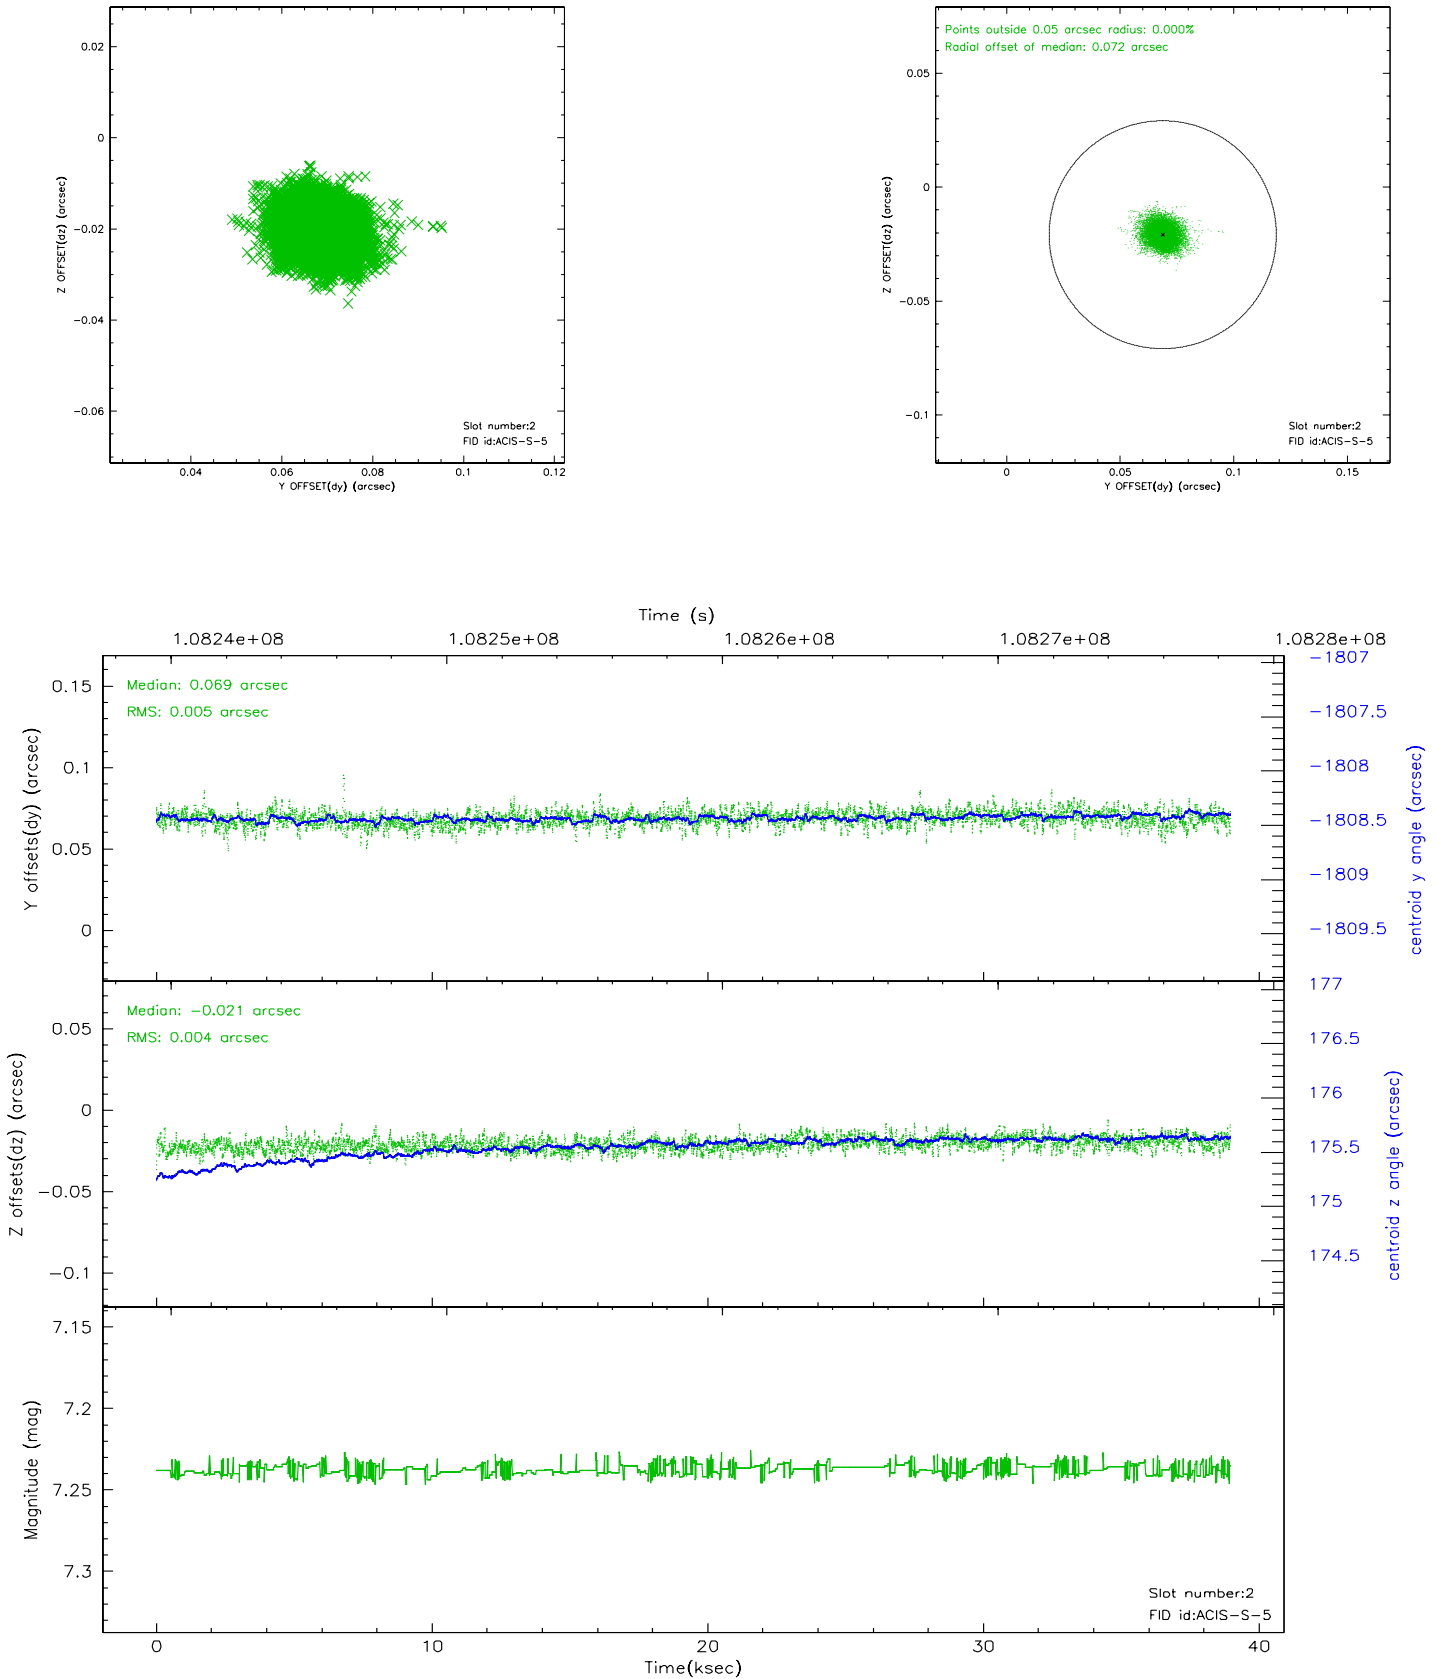 0.02
0
-0.02
-0.04
-0.06
Z OFFSET(dz) (arcsec)
0.04
0.06
0.08
0.1
0.12
Y OFFSET(dy) (arcsec)
Slot number:2
FID id:ACIS-S-5
Points outside 0.05 arcsec radius: 0.000%
Radial offset of median: 0.072 arcsec
0.05
0
-0.05
-0.1
Z OFFSET(dz) (arcsec)
0
0.05
0.1
0.15
Y OFFSET(dy) (arcsec)
Slot number:2
FID id:ACIS-S-5
Time (s)
1.0824e+08
1.0825e+08
1.0826e+08
1.0827e+08
1.0828e+08
Median: 0.069 arcsec
RMS: 0.005 arcsec
0.15
0.1
0.05
0
Y offsets(dy) (arcsec)
-1807
-1807.5
-1808
-1808.5
-1809
-1809.5
centroid y angle (arcsec)
Median: -0.021 arcsec
RMS: 0.004 arcsec
0.05
0
-0.05
-0.1
Z offsets(dz) (arcsec)
177
176.5
176
175.5
175
174.5
centroid z angle (arcsec)
7.15
7.2
7.25
7.3
Magnitude (mag)
Slot number:2
FID id:ACIS-S-5
0
10
20
30
40
Time(ksec)